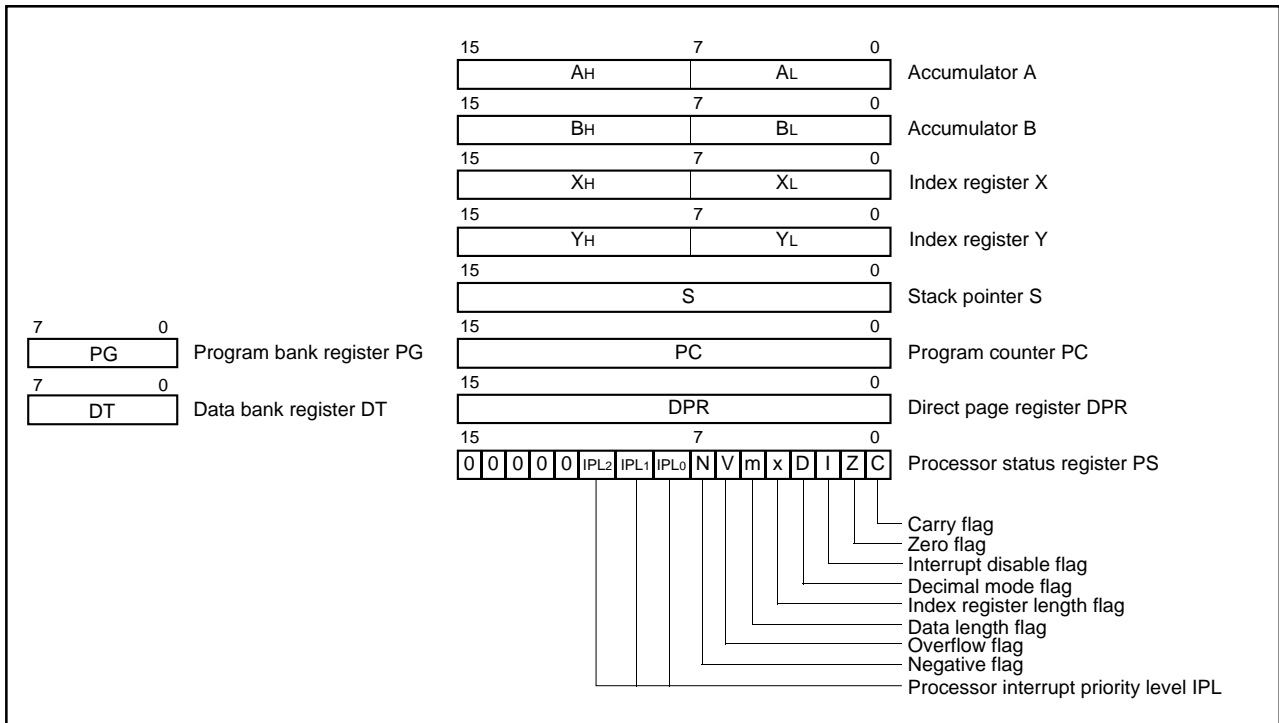 15 7 0
AH AL Accumulator A
15 7 0
BH BL Accumulator B
15 7 0
XH XL Index register X
15 7 0
YH YL Index register Y
15 0
S Stack pointer S
7 0 15 0
PG Program bank register PG PC Program counter PC
7 0 15 0
DT Data bank register DT DPR Direct page register DPR
15 7 0
0 0 0 0 0 IPL2 IPL1 IPL0 N V m x D I Z C Processor status register PS
Carry flag
Zero flag
Interrupt disable flag
Decimal mode flag
Index register length flag
Data length flag
Overflow flag
Negative flag
Processor interrupt priority level IPL